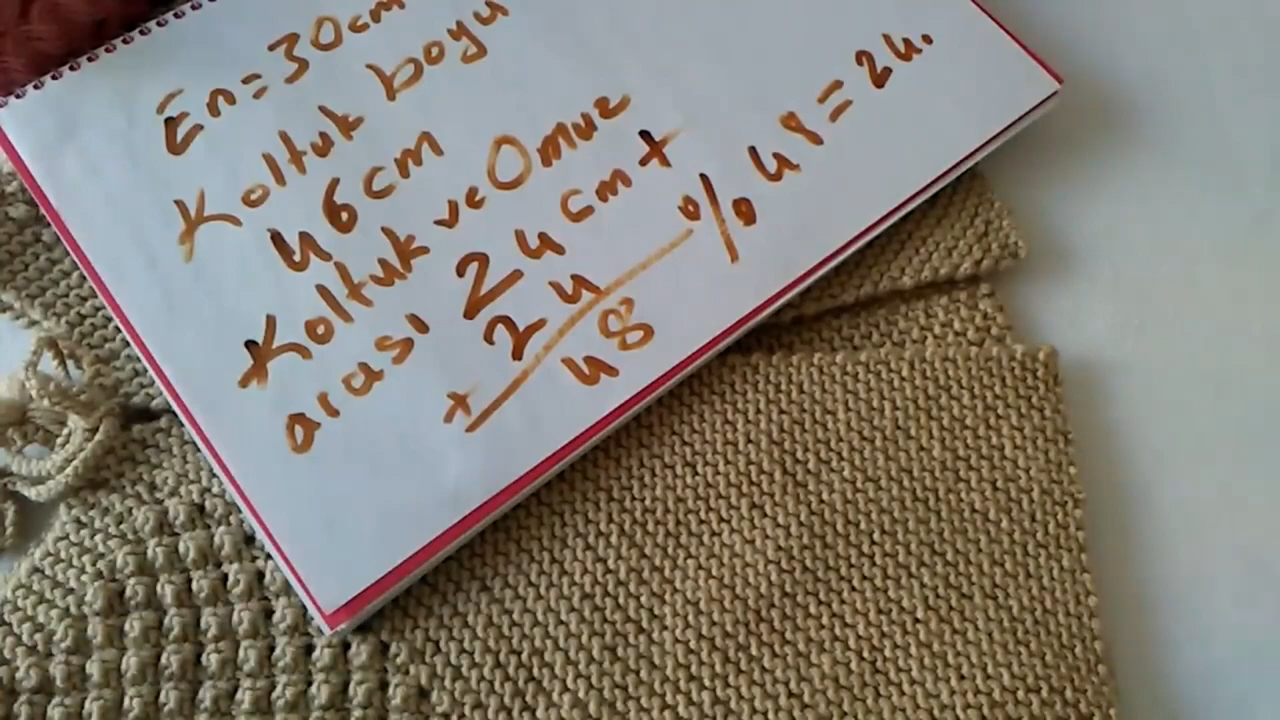 En=30cm
Koltuk boyu
46cm
Koltuk ve Omuz
arası 24cm+ % 48=24.
+ 24
48